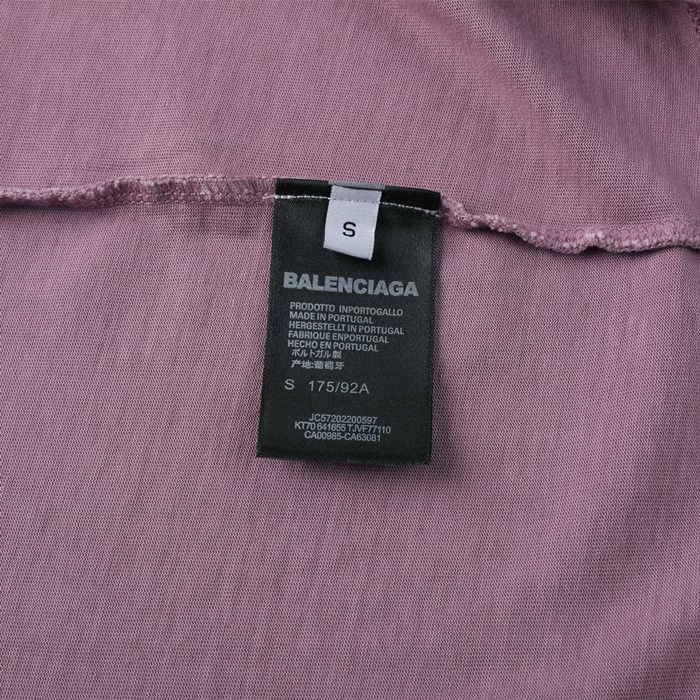 S
BALENCIAGA
PRODOTTO INPORTOGALLO
MADE IN PORTUGAL
HERGESTELLT IN PORTUGAL
FABRIQUE ENPORTUGAL
HECHO EN PORTUGAL
ポルトガル製
产地:葡萄牙
S 175/92A
JC57202200597
KT70 641655 TJVF77110
CA00985-CA63081